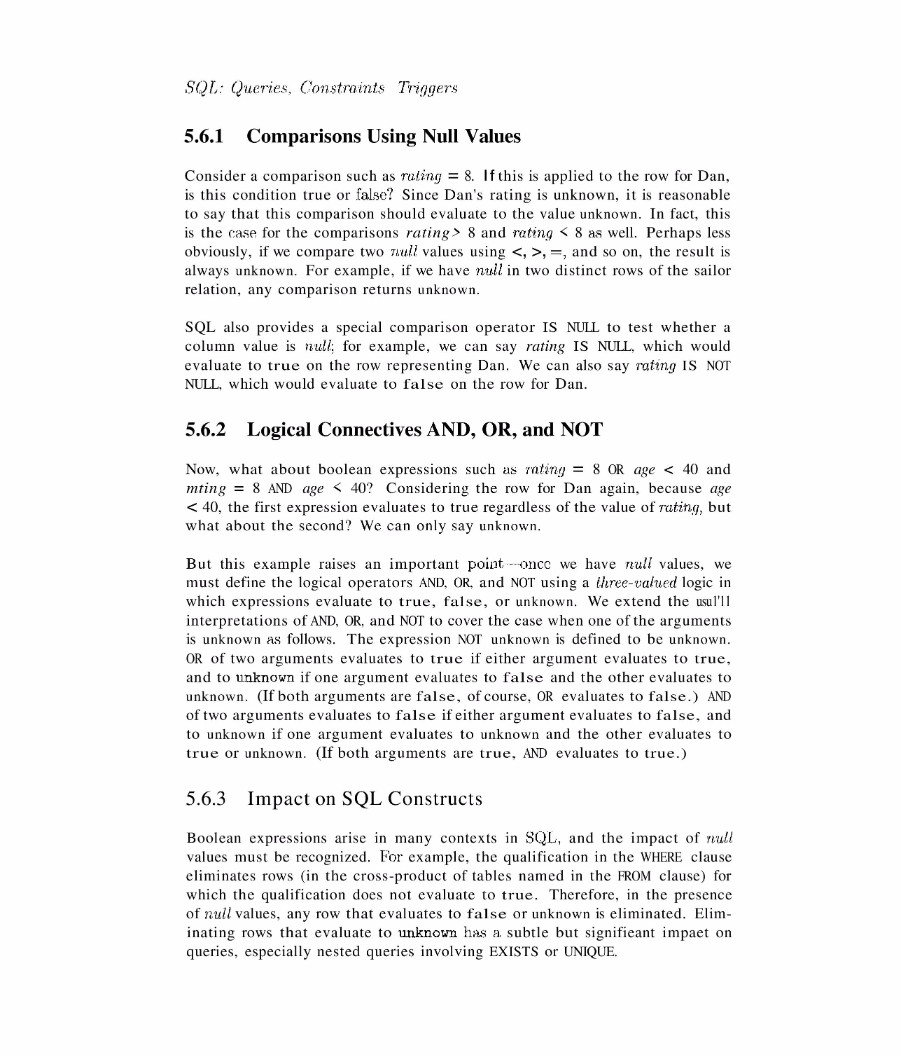 SQL: Queries, Constraints Triggers
5.6.1 Comparisons Using Null Values
Consider a comparison such as rating = 8. If this is applied to the row for Dan,
is this condition true or false? Since Dan's rating is unknown, it is reasonable
to say that this comparison should evaluate to the value unknown. In fact, this
is the case for the comparisons rating > 8 and rating < 8 as well. Perhaps less
obviously, if we compare two null values using <, >, =, and so on, the result is
always unknown. For example, if we have null in two distinct rows of the sailor
relation, any comparison returns unknown.
SQL also provides a special comparison operator IS NULL to test whether a
column value is null; for example, we can say rating IS NULL, which would
evaluate to true on the row representing Dan. We can also say rating IS NOT
NULL, which would evaluate to false on the row for Dan.
5.6.2 Logical Connectives AND, OR, and NOT
Now, what about boolean expressions such as rating = 8 OR age < 40 and
mting = 8 AND age < 40? Considering the row for Dan again, because age
< 40, the first expression evaluates to true regardless of the value of rating, but
what about the second? We can only say unknown.
But this example raises an important point—once we have null values, we
must define the logical operators AND, OR, and NOT using a three-valued logic in
which expressions evaluate to true, false, or unknown. We extend the usul'll
interpretations of AND, OR, and NOT to cover the case when one of the arguments
is unknown as follows. The expression NOT unknown is defined to be unknown.
OR of two arguments evaluates to true if either argument evaluates to true,
and to unknown if one argument evaluates to false and the other evaluates to
unknown. (If both arguments are false, of course, OR evaluates to false.) AND
of two arguments evaluates to false if either argument evaluates to false, and
to unknown if one argument evaluates to unknown and the other evaluates to
true or unknown. (If both arguments are true, AND evaluates to true.)
5.6.3 Impact on SQL Constructs
Boolean expressions arise in many contexts in SQL, and the impact of null
values must be recognized. For example, the qualification in the WHERE clause
eliminates rows (in the cross-product of tables named in the FROM clause) for
which the qualification does not evaluate to true. Therefore, in the presence
of null values, any row that evaluates to false or unknown is eliminated. Elim-
inating rows that evaluate to unknown has a subtle but signifieant impaet on
queries, especially nested queries involving EXISTS or UNIQUE.